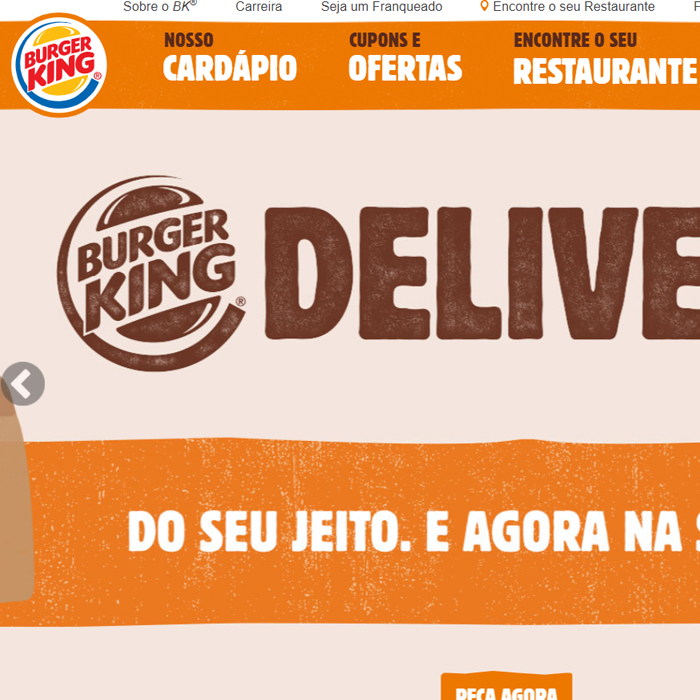 Sobre o BK® Carreira Seja um Franqueado Encontre o seu Restaurante
BURGER KING®
NOSSO CARDÁPIO
CUPONS E OFERTAS
ENCONTRE O SEU RESTAURANTE
BURGER KING®
DELIVE
DO SEU JEITO. E AGORA NA
PEÇA AGORA